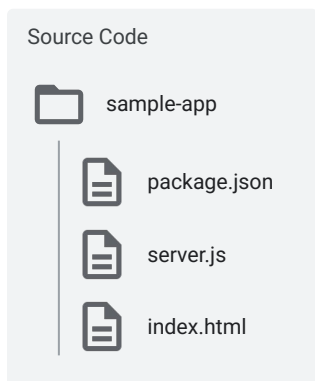 Source Code
sample-app
package.json
server.js
index.html